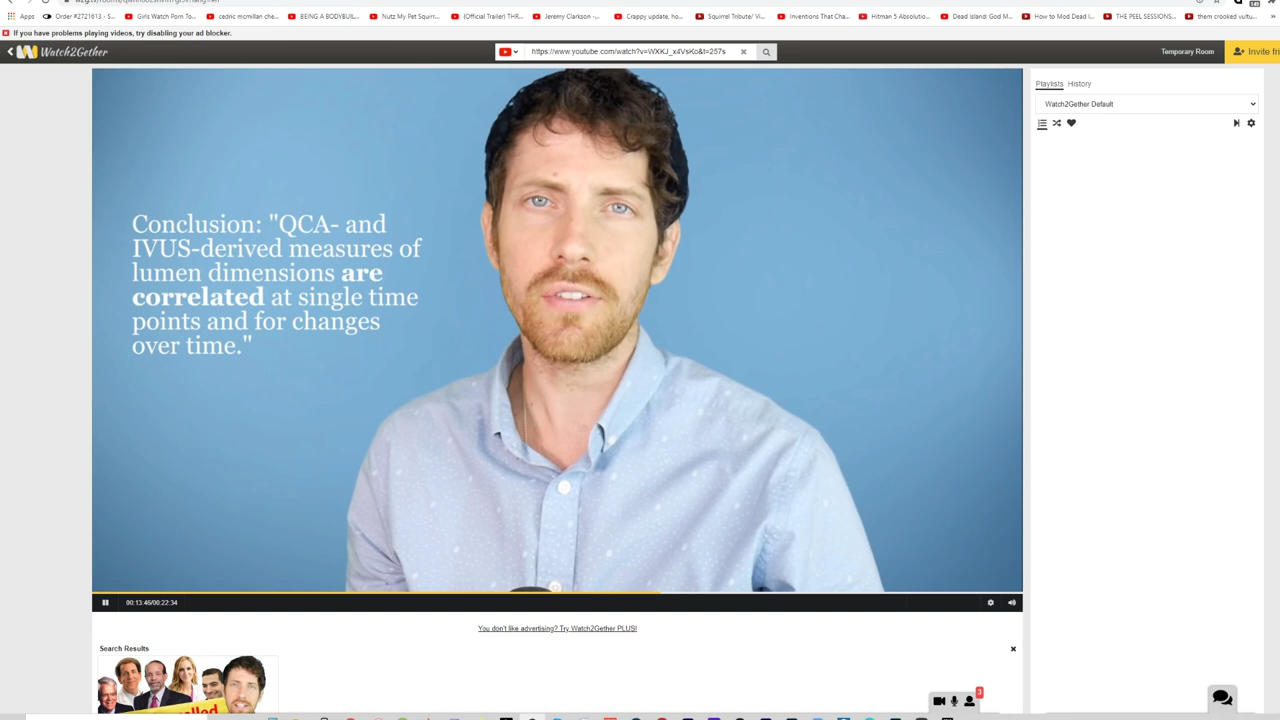 Apps
Order #2721613 - S...
Girls Watch Porn To...
cedric mcmillan che...
BEING A BODYBUIL...
Nutz My Pet Squirr...
(Official Trailer) THR...
Jeremy Clarkson -...
Crappy update, ho...
Squirrel Tribute/ Vi...
Inventions That Cha...
Hitman 5 Absolutio...
Dead Island: God M...
How to Mod Dead I...
THE PEEL SESSIONS...
them crooked vultu...
»
If you have problems playing videos, try disabling your ad blocker.
Watch2Gether
https://www.youtube.com/watch?v=WXKJ_x4VsKo&t=257s
Temporary Room
Invite fri
Playlists History
Watch2Gether Default
Conclusion: "QCA- and
IVUS-derived measures of
lumen dimensions are
correlated at single time
points and for changes
over time."
00:13:46/00:22:34
You don't like advertising? Try Watch2Gether PLUS!
Search Results
3